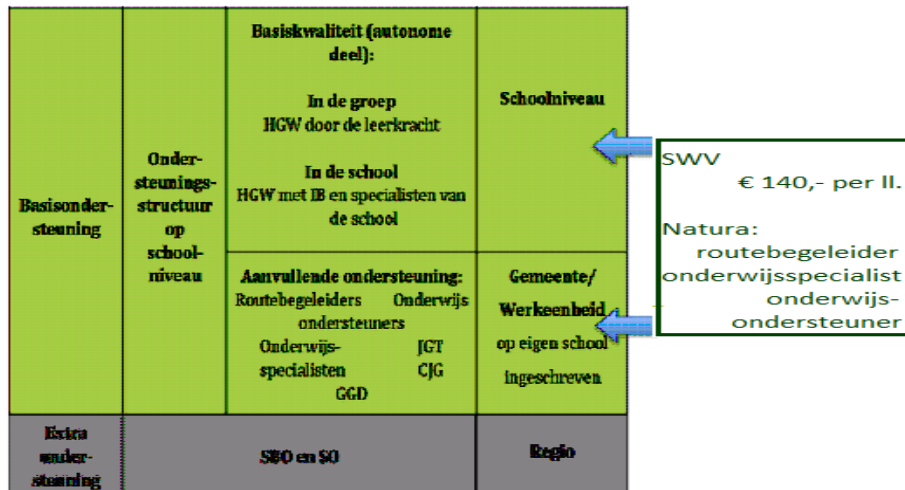 Basisonder-
steuning
Onder-
steunings-
structuur
op
school-
niveau
Basiskwaliteit (autonome
deel):
In de groep
HGW door de leerkracht
In de school
HGW met IB en specialisten van
de school
Schoolniveau
Aanvullende ondersteuning:
Routebegeleiders Onderwijs
ondersteuners
Onderwijs- JGT
specialisten CJG
GGD
Gemeente/
Werkeenheid
op eigen school
ingeschreven
Extra
onder-
steuning
SBO en SO
Regio
SWV
€ 140,- per ll.
Natura:
routebegeleider
onderwijsspecialist
onderwijs-
ondersteuner